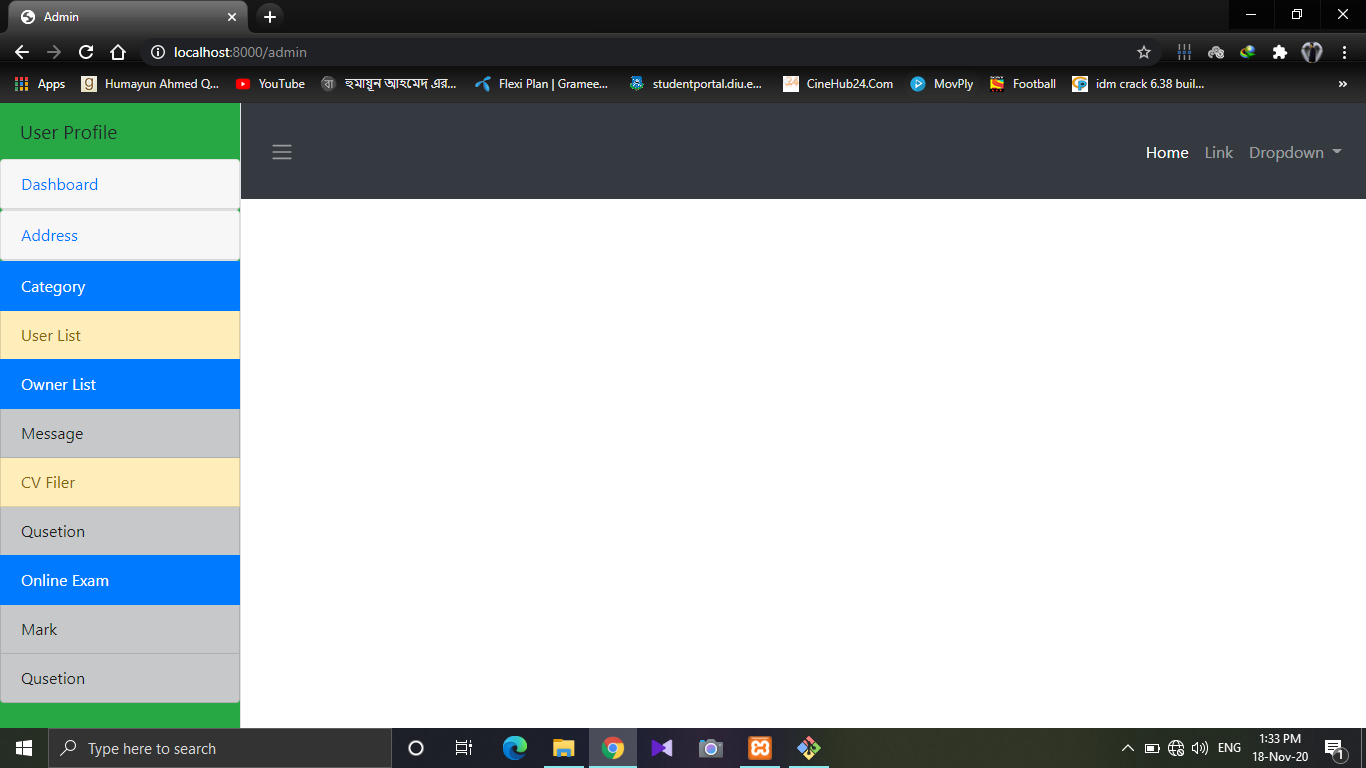 Admin
localhost:8000/admin
Apps Humayun Ahmed Q... YouTube হুমায়ূন আহমেদ এর... Flexi Plan | Gramee... studentportal.diu.e... CineHub24.Com MovPly Football idm crack 6.38 buil... »
User Profile
Home Link Dropdown
Dashboard
Address
Category
User List
Owner List
Message
CV Filer
Qusetion
Online Exam
Mark
Qusetion
Type here to search
ENG
1:33 PM
18-Nov-20
1